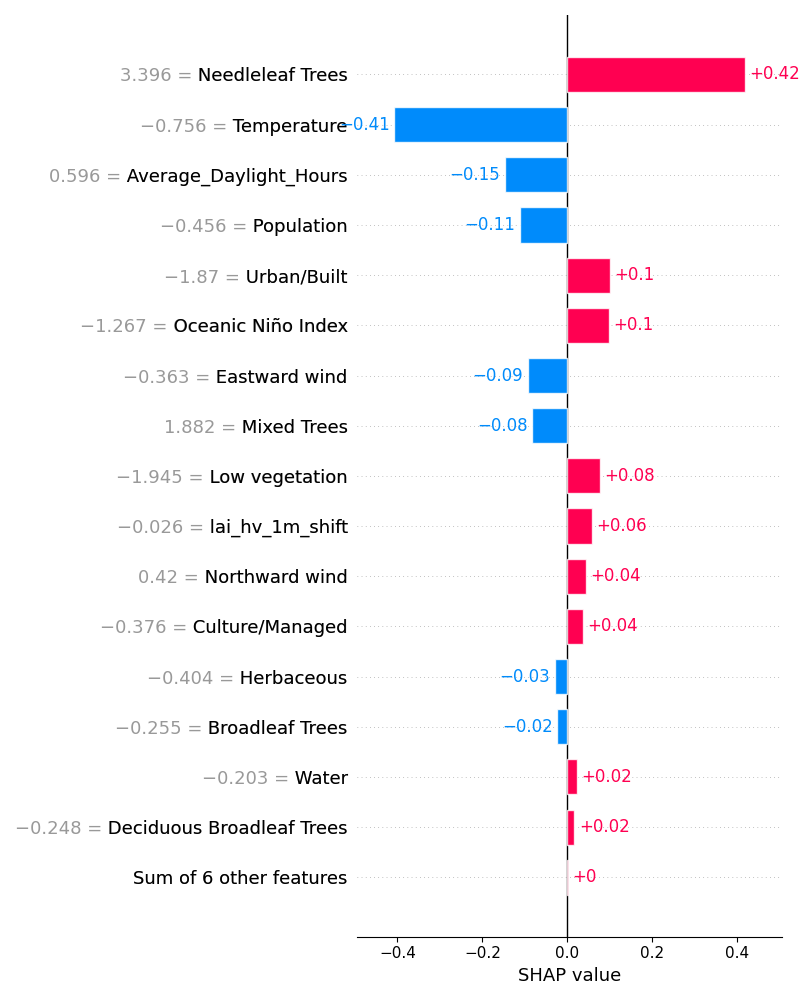 3.396 = Needleleaf Trees +0.42
−0.756 = Temperature −0.41
0.596 = Average_Daylight_Hours −0.15
−0.456 = Population −0.11
−1.87 = Urban/Built +0.1
−1.267 = Oceanic Niño Index +0.1
−0.363 = Eastward wind −0.09
1.882 = Mixed Trees −0.08
−1.945 = Low vegetation +0.08
−0.026 = lai_hv_1m_shift +0.06
0.42 = Northward wind +0.04
−0.376 = Culture/Managed +0.04
−0.404 = Herbaceous −0.03
−0.255 = Broadleaf Trees −0.02
−0.203 = Water +0.02
−0.248 = Deciduous Broadleaf Trees +0.02
Sum of 6 other features +0
−0.4 −0.2 0.0 0.2 0.4
SHAP value